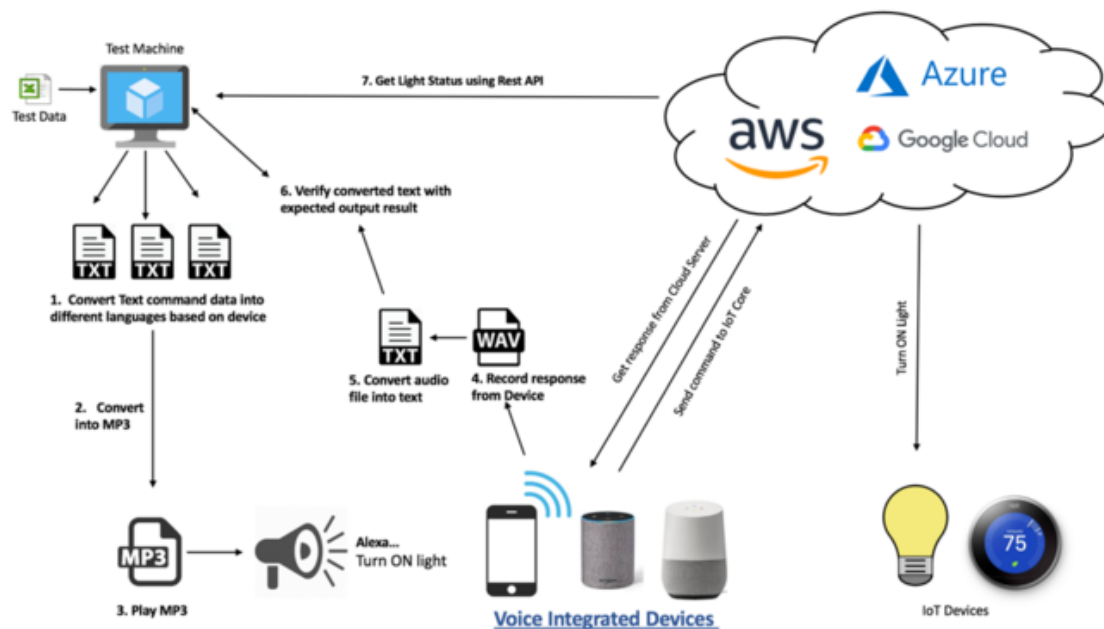 Test Machine
Test Data
7. Get Light Status using Rest API
Azure
aws
Google Cloud
6. Verify converted text with
expected output result
TXT
TXT
TXT
1. Convert Text command data into
different languages based on device
Get response from Cloud Server
Send command to IoT Core
Turn ON Light
TXT
WAV
5. Convert audio
file into text
4. Record response
from Device
2. Convert
into MP3
MP3
Alexa...
Turn ON light
75
3. Play MP3
Voice Integrated Devices
IoT Devices